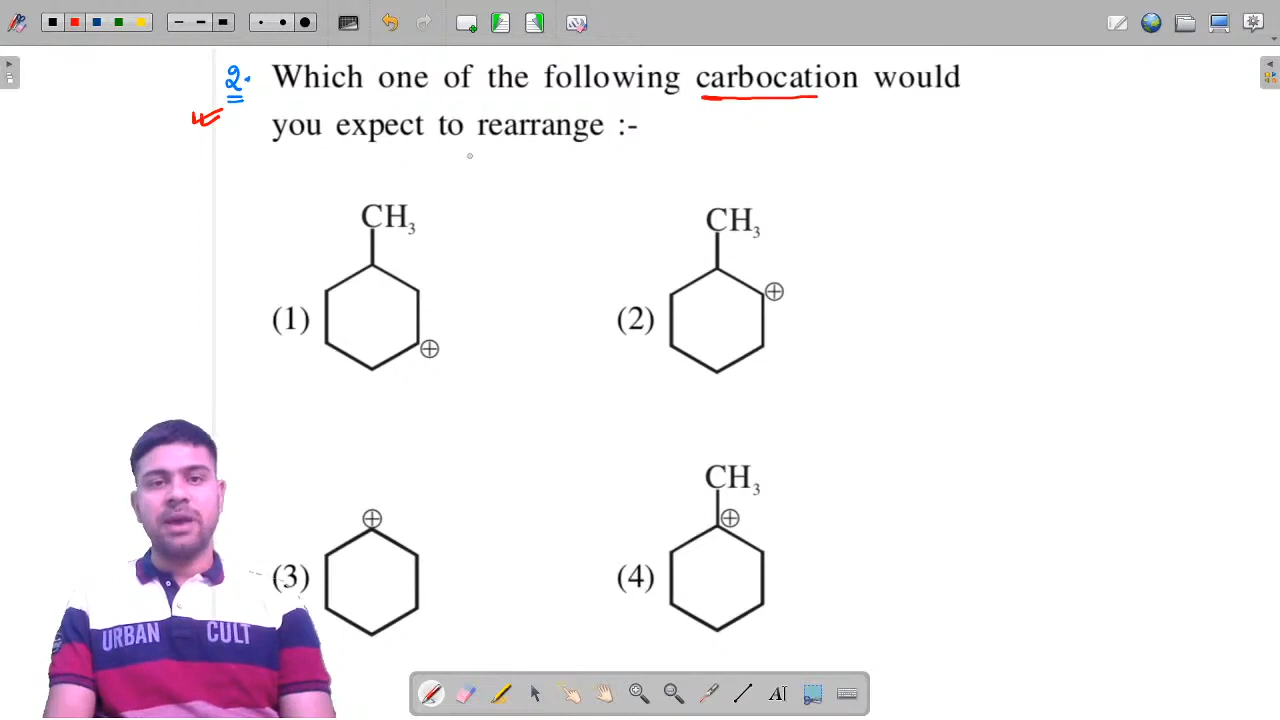 2. Which one of the following carbocation would
you expect to rearrange :-
CH3
CH3
(1)
⊕
(2)
⊕
CH3
⊕
⊕
(3)
(4)
URBAN CULT